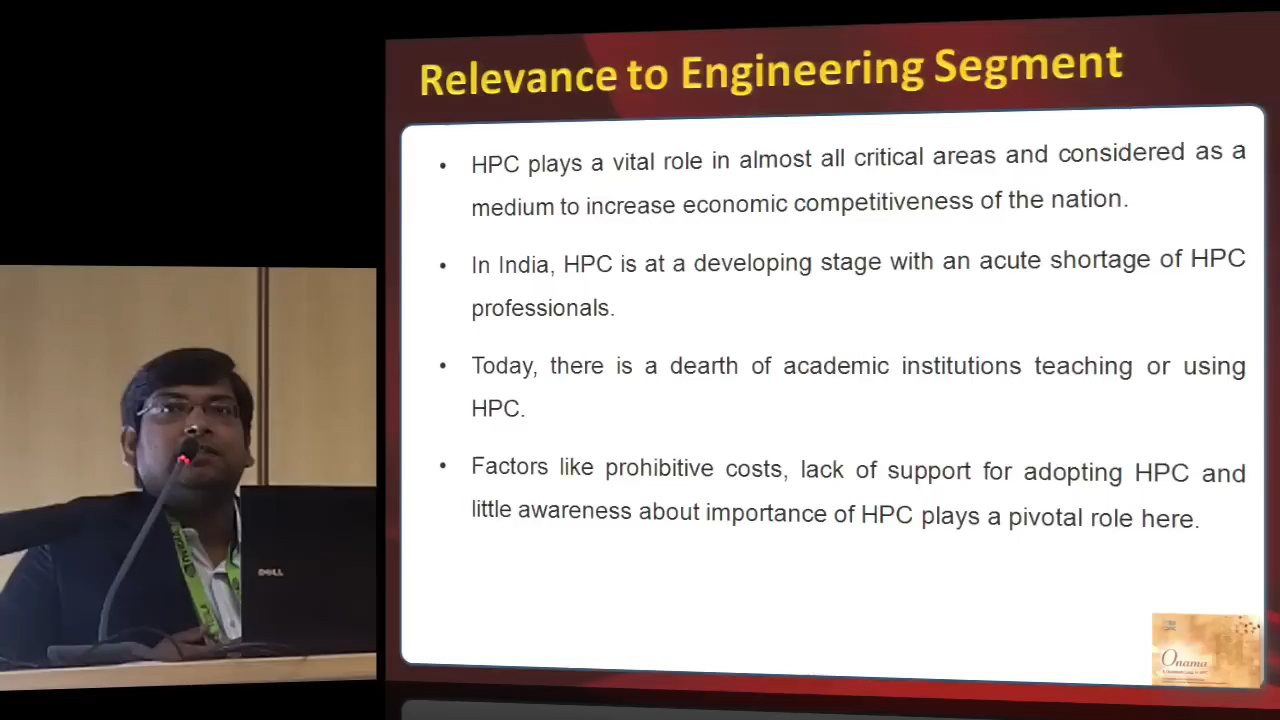 Relevance to Engineering Segment
• HPC plays a vital role in almost all critical areas and considered as a
medium to increase economic competitiveness of the nation.
• In India, HPC is at a developing stage with an acute shortage of HPC
professionals.
• Today, there is a dearth of academic institutions teaching or using
HPC.
• Factors like prohibitive costs, lack of support for adopting HPC and
little awareness about importance of HPC plays a pivotal role here.
DELL
Onama